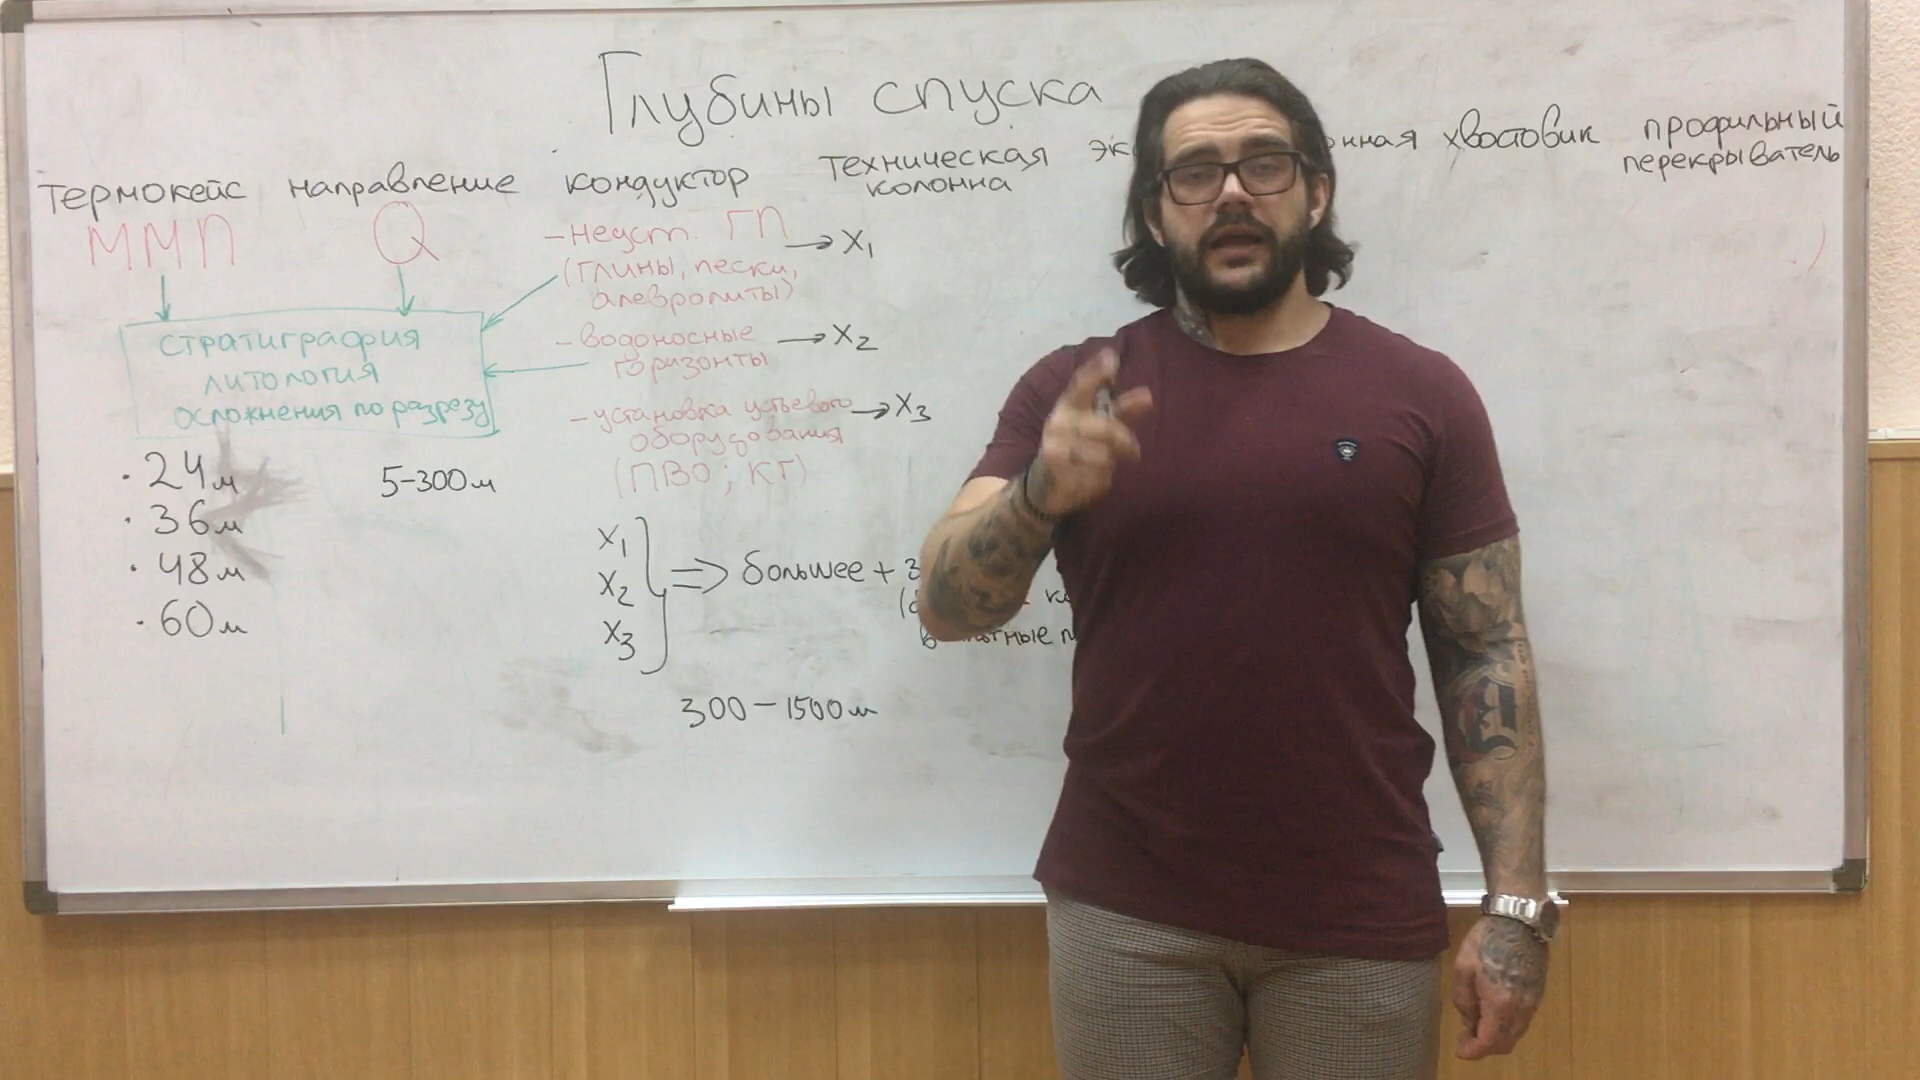 Глубины спуска
термокейс направление кондуктор техническая колонна хвостовик профильный перекрыватель
ММП
Q
стратиграфия
литология
осложнения по разрезу
· 24м
· 36м
· 48м
· 60м
5-300м
- Неуст. ГП → X1
(глины, пески,
алевролиты)
- водоносные → X2
горизонты
- установка устьевого → X3
оборудования
(ПВО; КГ)
X1
X2
X3
⇒ большее +
300-1500м